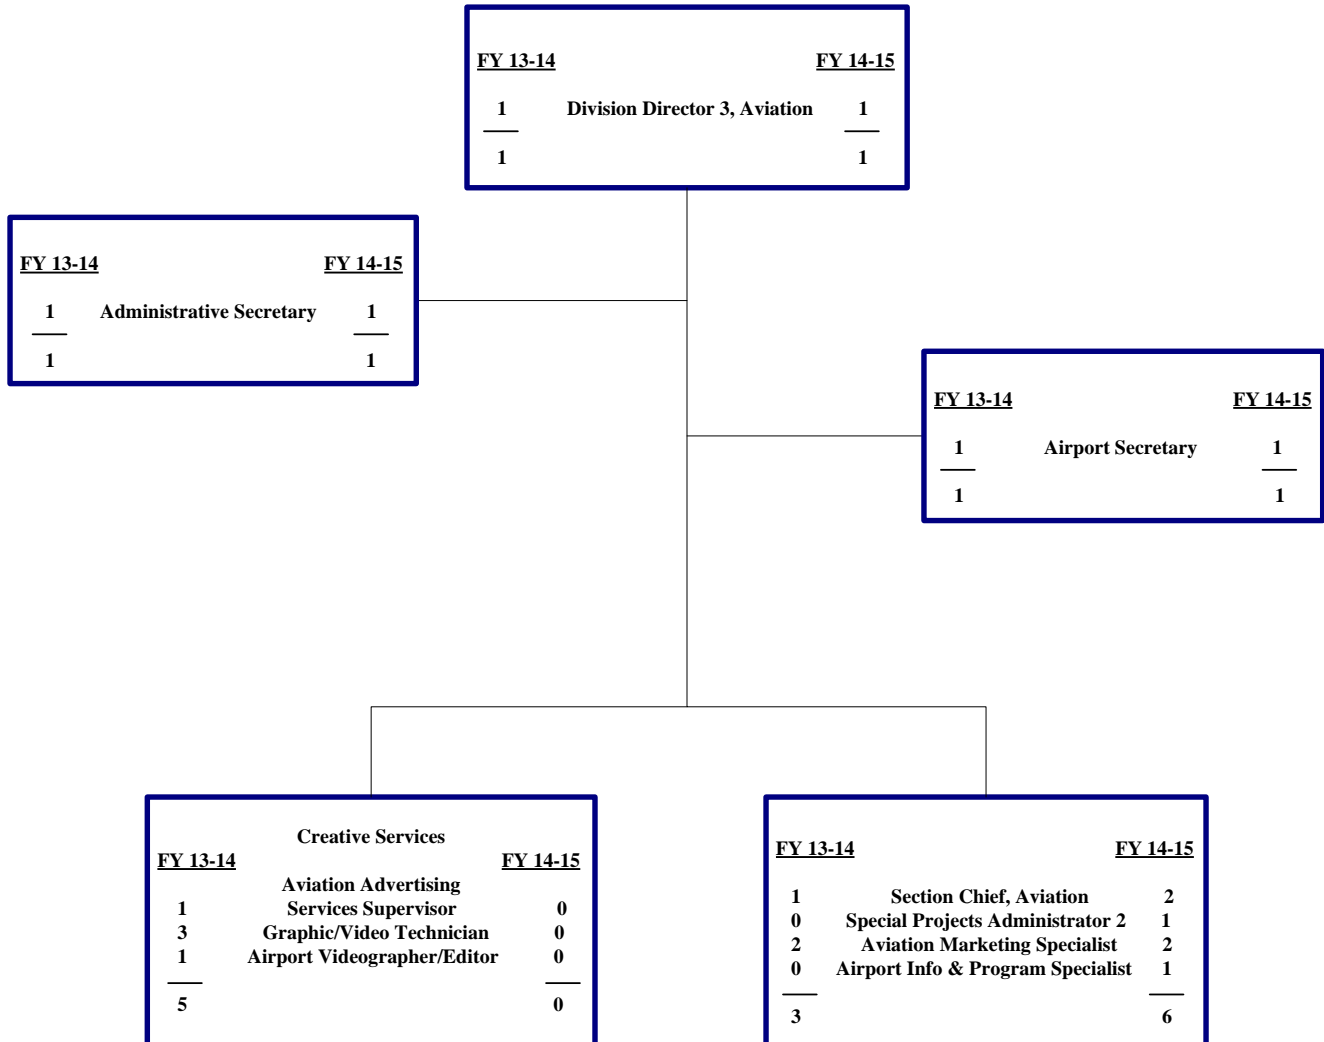 FY 13-14 FY 14-15
1 Division Director 3, Aviation 1
1 1
FY 13-14 FY 14-15
1 Administrative Secretary 1
1 1
FY 13-14 FY 14-15
1 Airport Secretary 1
1 1
Creative Services
FY 13-14 FY 14-15
Aviation Advertising
1 Services Supervisor 0
3 Graphic/Video Technician 0
1 Airport Videographer/Editor 0
5 0
FY 13-14 FY 14-15
1 Section Chief, Aviation 2
0 Special Projects Administrator 2 1
2 Aviation Marketing Specialist 2
0 Airport Info & Program Specialist 1
3 6